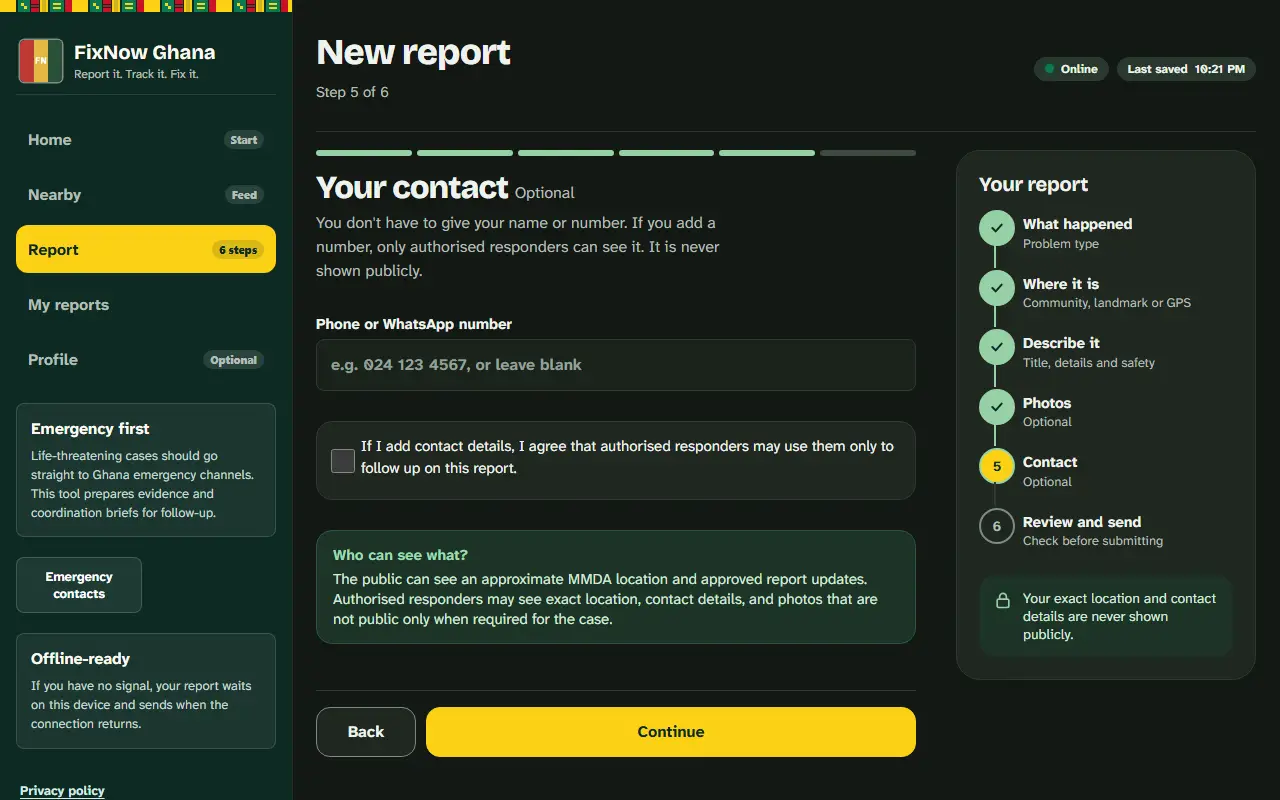 FN
FixNow Ghana
Report it. Track it. Fix it.
Home
Start
Nearby
Feed
Report
6 steps
My reports
Profile
Optional
Emergency first
Life-threatening cases should go
straight to Ghana emergency channels.
This tool prepares evidence and
coordination briefs for follow-up.
Emergency
contacts
Offline-ready
If you have no signal, your report waits
on this device and sends when the
connection returns.
Privacy policy
New report
Step 5 of 6
Online
Last saved 10:21 PM
Your contact Optional
You don't have to give your name or number. If you add a
number, only authorised responders can see it. It is never
shown publicly.
Phone or WhatsApp number
e.g. 024 123 4567, or leave blank
If I add contact details, I agree that authorised responders may use them only to
follow up on this report.
Who can see what?
The public can see an approximate MMDA location and approved report updates.
Authorised responders may see exact location, contact details, and photos that are
not public only when required for the case.
Back
Continue
Your report
What happened
Problem type
Where it is
Community, landmark or GPS
Describe it
Title, details and safety
Photos
Optional
5
Contact
Optional
6
Review and send
Check before submitting
Your exact location and contact
details are never shown
publicly.